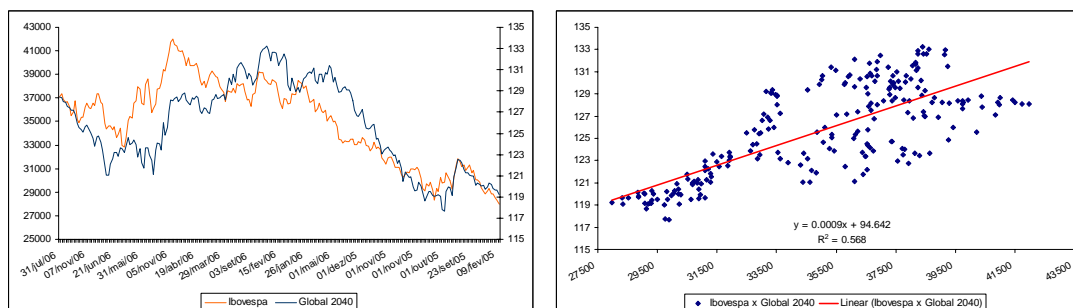 43000
41000
39000
37000
35000
33000
31000
29000
27000
25000
135
133
131
129
127
125
123
121
119
117
115
31/jul/06
07/nov/06
21/jun/06
31/mai/06
05/nov/06
19/abr/06
29/mar/06
03/set/06
15/fev/06
26/jan/06
01/mai/06
01/dez/05
01/nov/05
01/nov/05
01/out/05
23/set/05
09/fev/05
Ibovespa
Global 2040
135
133
131
129
127
125
123
121
119
117
115
y = 0.0009x + 94.642
R² = 0.568
27500
29500
31500
33500
35500
37500
39500
41500
43500
Ibovespa x Global 2040
Linear (Ibovespa x Global 2040)